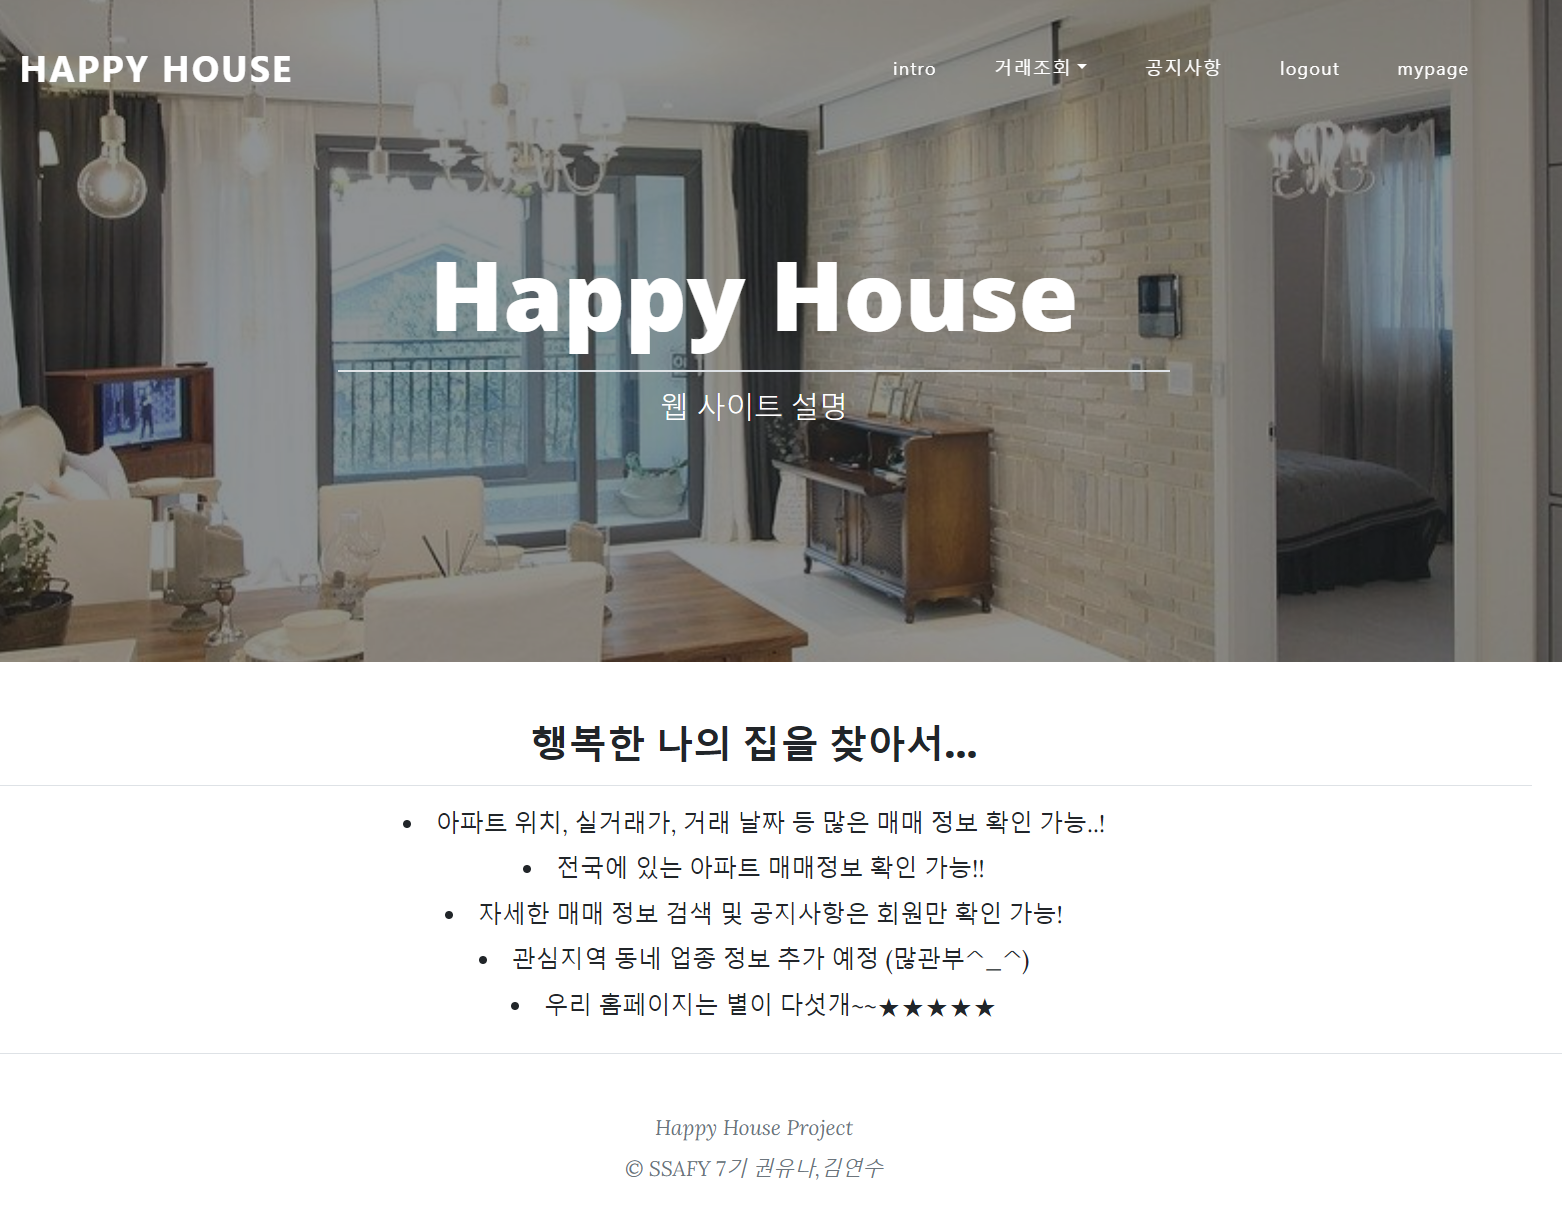 HAPPY HOUSE
intro 거래조회 공지사항 logout mypage
Happy House
웹 사이트 설명
행복한 나의 집을 찾아서...
• 아파트 위치, 실거래가, 거래 날짜 등 많은 매매 정보 확인 가능..!
• 전국에 있는 아파트 매매정보 확인 가능!!
• 자세한 매매 정보 검색 및 공지사항은 회원만 확인 가능!
• 관심지역 동네 업종 정보 추가 예정 (많관부^_^)
• 우리 홈페이지는 별이 다섯개~~★★★★★
Happy House Project
© SSAFY 7기 권유나,김연수